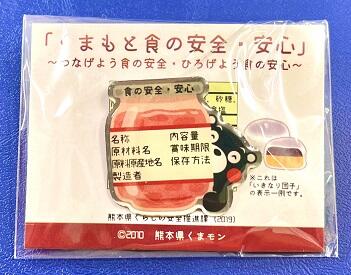 「くまもと食の安全・安心」
〜つなげよう食の安全・ひろげよう食の安心〜
食の安全・安心
砂糖、
名称
原材料名
原料原産地名
製造者
内容量
賞味期限
保存方法
※これは
「いきなり団子」
の表示一例です。
熊本県くらしの安全推進課（2019）
©2010 熊本県くまモン